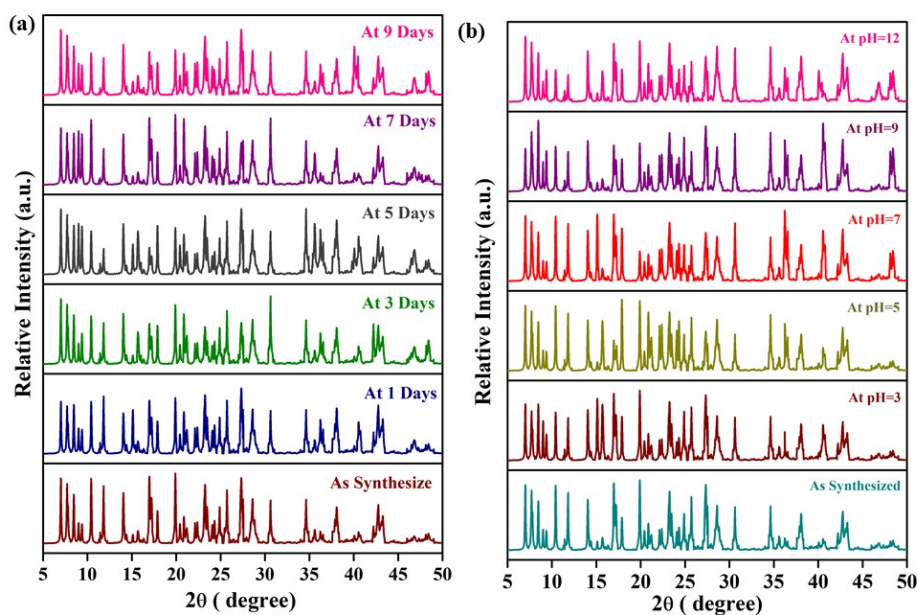 (a)
At 9 Days
At 7 Days
At 5 Days
At 3 Days
At 1 Days
As Synthesize
Relative Intensity (a.u.)
5 10 15 20 25 30 35 40 45 50
2θ ( degree)
(b)
At pH=12
At pH=9
At pH=7
At pH=5
At pH=3
As Synthesized
Relative Intensity (a.u.)
5 10 15 20 25 30 35 40 45 50
2θ ( degree)